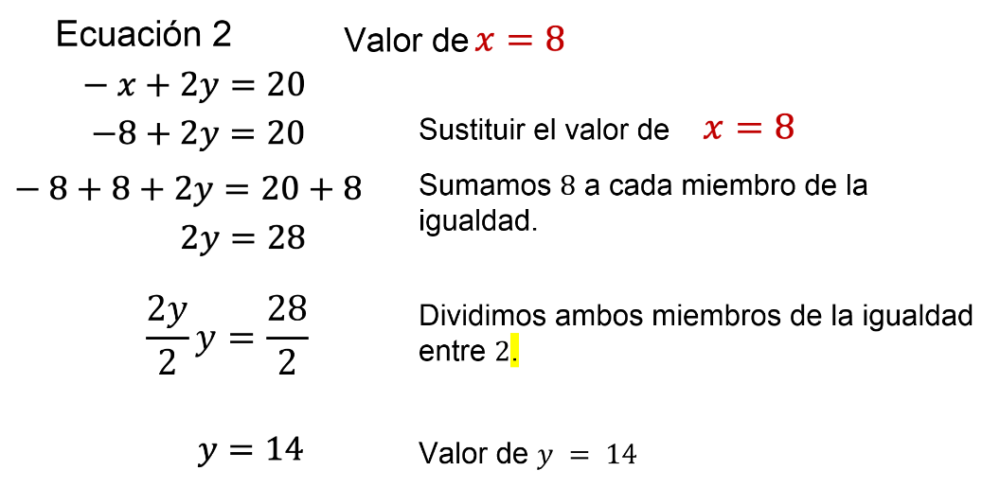 Ecuación 2 Valor de x = 8
− x + 2y = 20
−8 + 2y = 20 Sustituir el valor de x = 8
− 8 + 8 + 2y = 20 + 8 Sumamos 8 a cada miembro de la
igualdad.
2y = 28
2y/2 y = 28/2 Dividimos ambos miembros de la igualdad
entre 2.
y = 14 Valor de y = 14